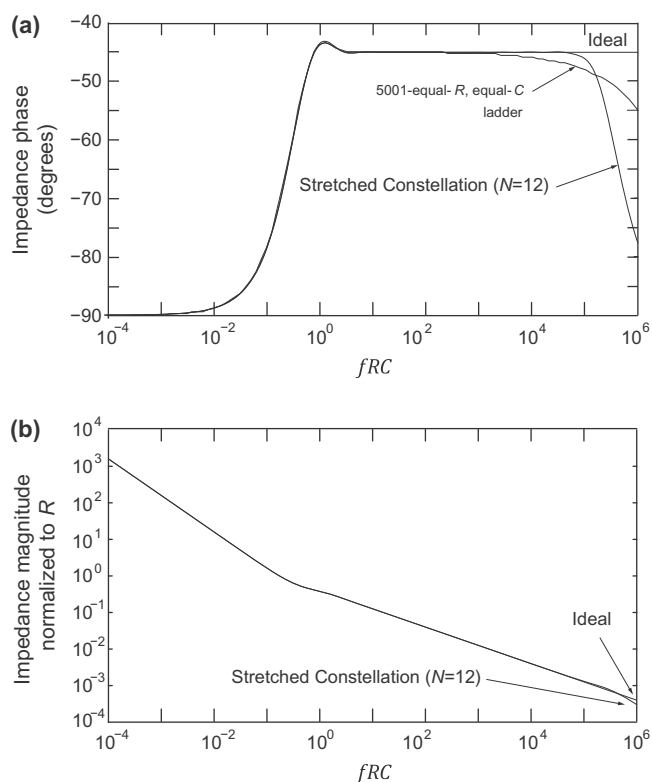 (a)
Impedance phase
(degrees)
−40
−50
−60
−70
−80
−90
Ideal
5001-equal-R, equal-C
ladder
Stretched Constellation (N=12)
10⁻⁴
10⁻²
10⁰
10²
10⁴
10⁶
fRC
(b)
Impedance magnitude
normalized to R
10⁴
10³
10²
10¹
10⁰
10⁻¹
10⁻²
10⁻³
10⁻⁴
Ideal
Stretched Constellation (N=12)
10⁻⁴
10⁻²
10⁰
10²
10⁴
10⁶
fRC